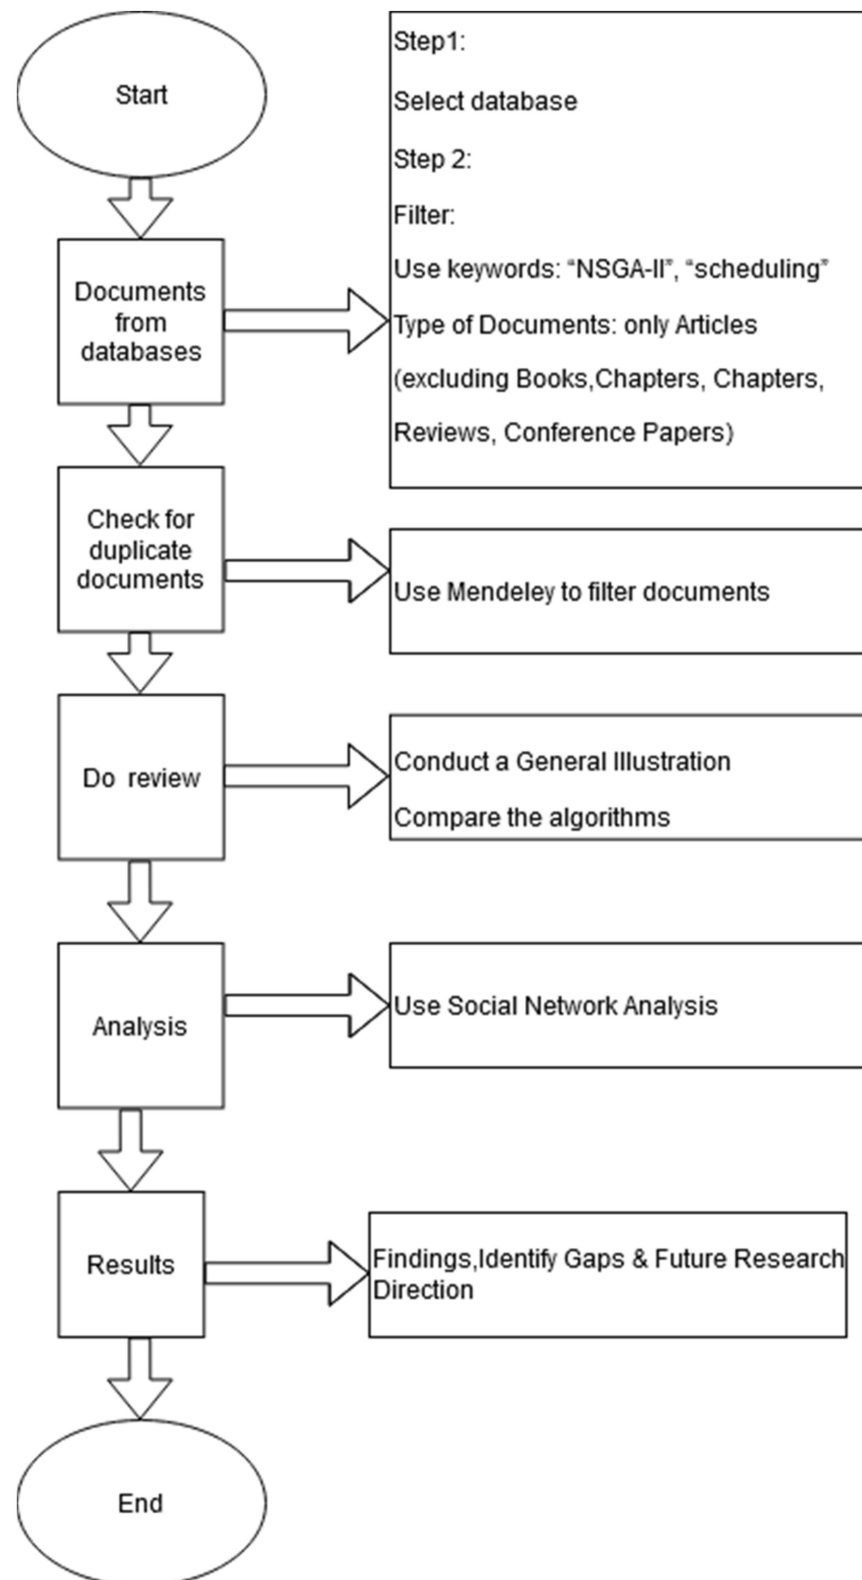 Start
Step1:
Select database
Step 2:
Filter:
Use keywords: “NSGA-II”, “scheduling”
Type of Documents: only Articles
(excluding Books,Chapters, Chapters,
Reviews, Conference Papers)
Documents
from
databases
Check for
duplicate
documents
Use Mendeley to filter documents
Do review
Conduct a General Illustration
Compare the algorithms
Analysis
Use Social Network Analysis
Results
Findings,Identify Gaps & Future Research
Direction
End